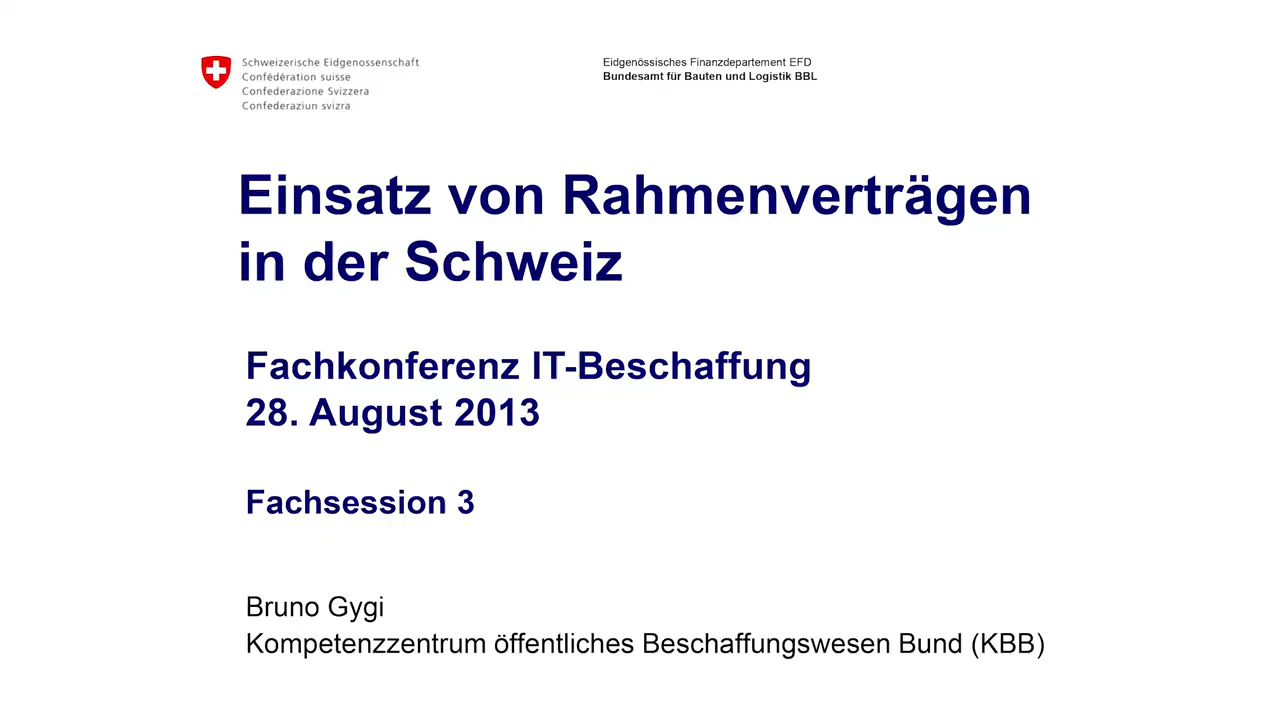 Schweizerische Eidgenossenschaft
Confédération suisse
Confederazione Svizzera
Confederaziun svizra
Eidgenössisches Finanzdepartement EFD
Bundesamt für Bauten und Logistik BBL
Einsatz von Rahmenverträgen
in der Schweiz
Fachkonferenz IT-Beschaffung
28. August 2013
Fachsession 3
Bruno Gygi
Kompetenzzentrum öffentliches Beschaffungswesen Bund (KBB)